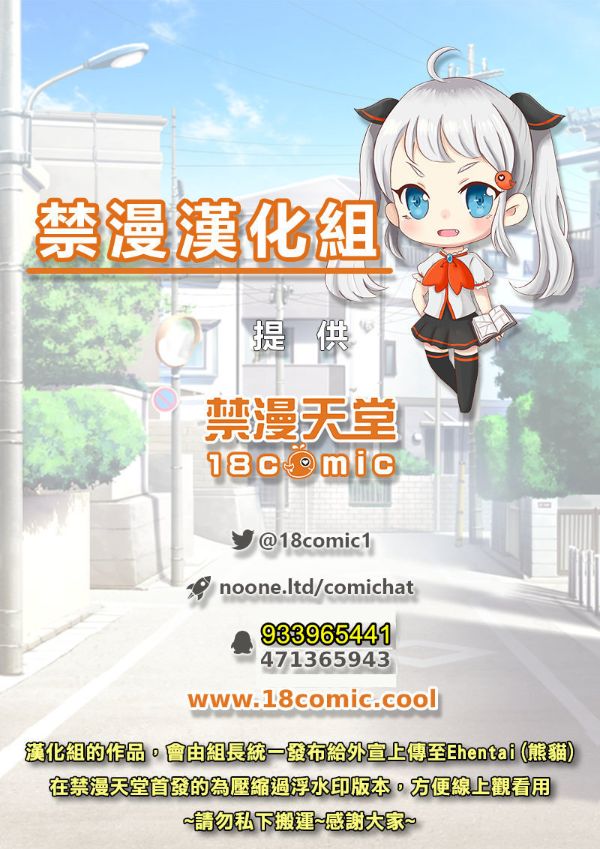 禁漫漢化組
提 供
禁漫天堂
18comic
@18comic1
noone.ltd/comichat
933965441
471365943
www.18comic.cool
漢化組的作品，會由組長統一發布給外宣上傳至Ehentai(熊貓)
在禁漫天堂首發的為壓縮過浮水印版本，方便線上觀看用
~請勿私下搬運~感謝大家~